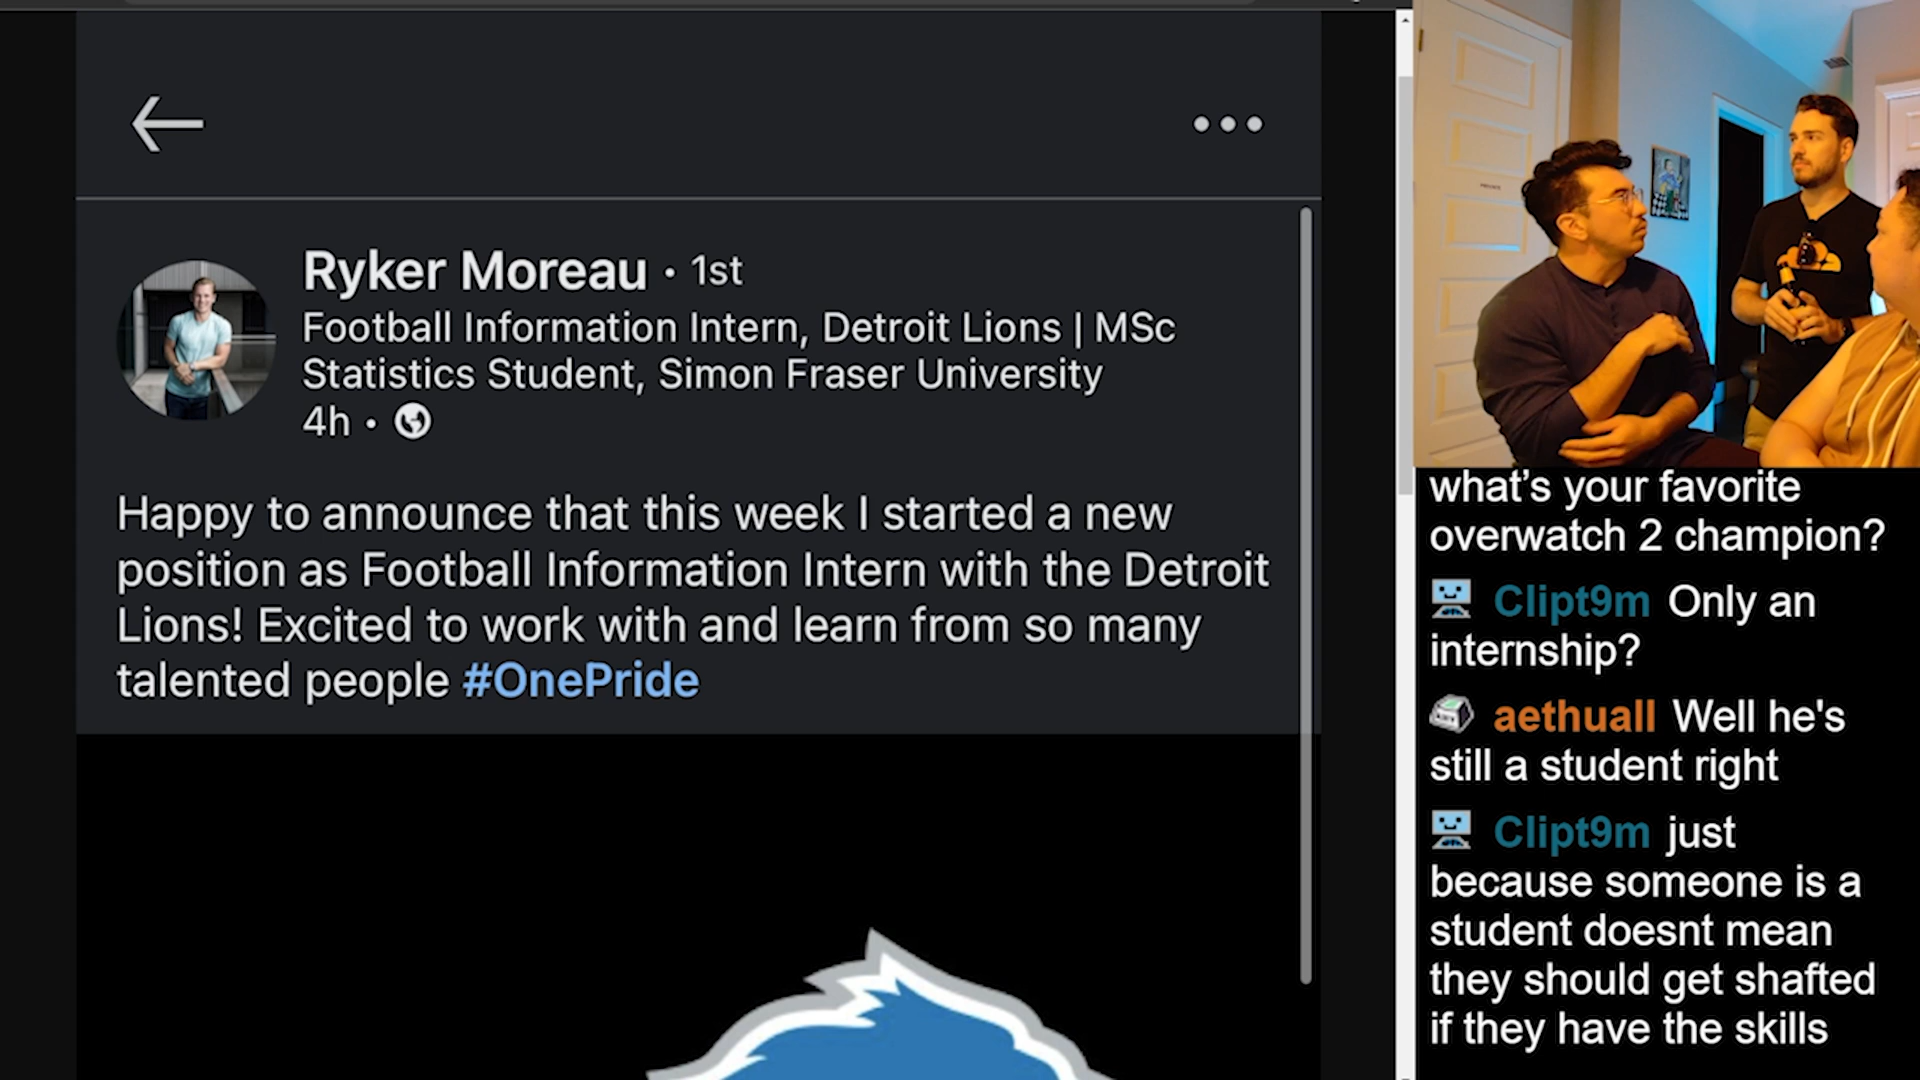 Ryker Moreau • 1st
Football Information Intern, Detroit Lions | MSc
Statistics Student, Simon Fraser University
4h •
Happy to announce that this week I started a new
position as Football Information Intern with the Detroit
Lions! Excited to work with and learn from so many
talented people #OnePride
what's your favorite
overwatch 2 champion?
Clipt9m Only an
internship?
aethuall Well he's
still a student right
Clipt9m just
because someone is a
student doesnt mean
they should get shafted
if they have the skills